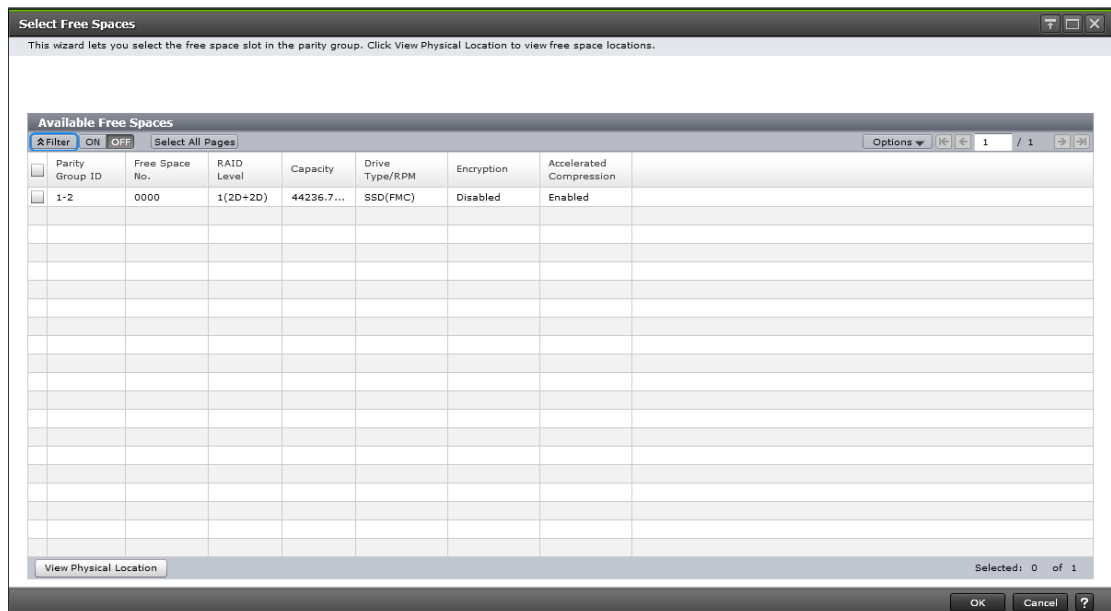 Select Free Spaces
This wizard lets you select the free space slot in the parity group. Click View Physical Location to view free space locations.
Available Free Spaces
Filter ON OFF Select All Pages Options 1 / 1
Parity Group ID Free Space No. RAID Level Capacity Drive Type/RPM Encryption Accelerated Compression
1-2 0000 1(2D+2D) 44236.7... SSD(FMC) Disabled Enabled
View Physical Location Selected: 0 of 1
OK Cancel ?